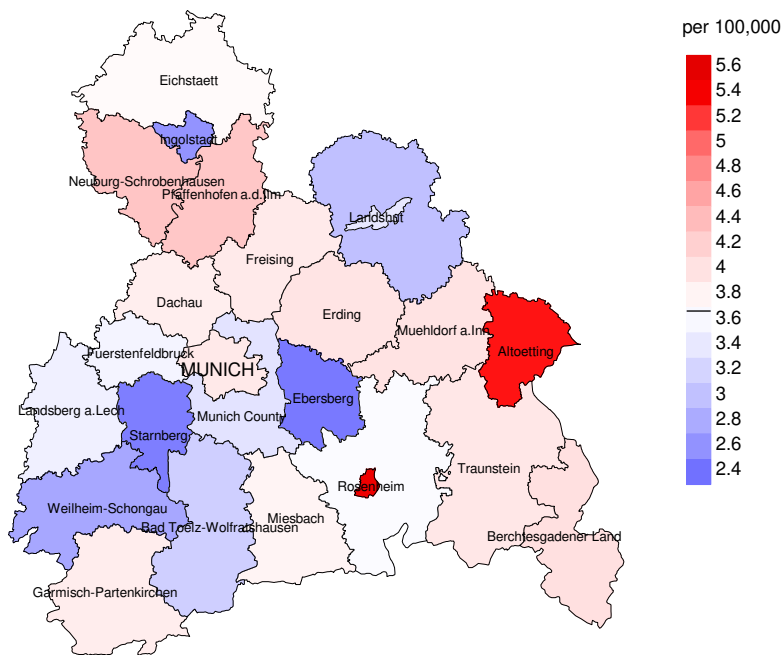 per 100,000
5.6
5.4
5.2
5
4.8
4.6
4.4
4.2
4
3.8
3.6
3.4
3.2
3
2.8
2.6
2.4
Eichstaett
Ingolstadt
Neuburg-Schrobenhausen
Pfaffenhofen a.d.Ilm
Landshut
Freising
Dachau
Erding
Muehldorf a.Inn
Altoetting
Fuerstenfeldbruck
MUNICH
Ebersberg
Landsberg a.Lech
Munich County
Starnberg
Traunstein
Rosenheim
Weilheim-Schongau
Miesbach
Bad Toelz-Wolfratshausen
Berchtesgadener Land
Garmisch-Partenkirchen